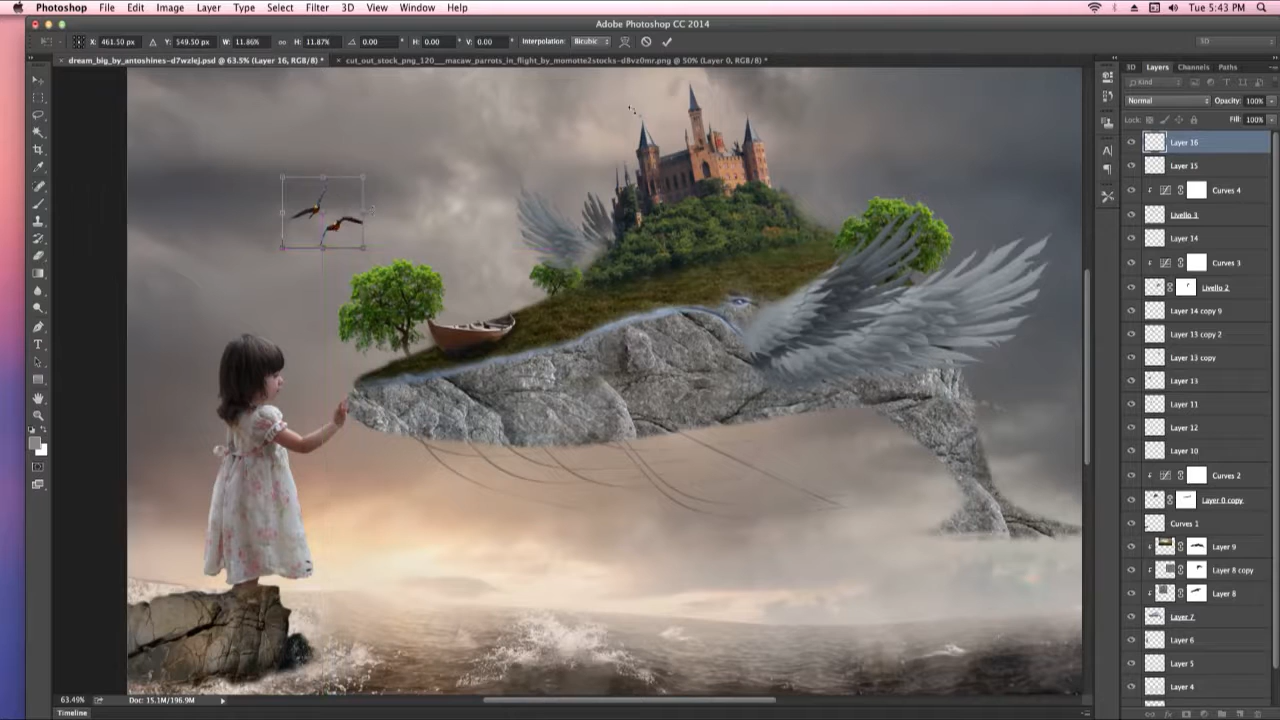 Photoshop File Edit Image Layer Type Select Filter 3D View Window Help Tue 5:43 PM
Adobe Photoshop CC 2014
X: 461.50 px Y: 549.50 px W: 11.86% H: 11.87% 0.00 ° H: 0.00 ° V: 0.00 ° Interpolation: Bicubic 3D
× dream_big_by_antoshines-d7wzlej.psd @ 63.5% (Layer 16, RGB/8) * × cut_out_stock_png_120___macaw_parrots_in_flight_by_momotte2stocks-d8vz0mr.png @ 50% (Layer 0, RGB/8) *
3D Layers Channels Paths
Kind
Normal Opacity: 100%
Lock: Fill: 100%
Layer 16
Layer 15
Curves 4
Livello 3
Layer 14
Curves 3
Livello 2
Layer 14 copy 9
Layer 13 copy 2
Layer 13 copy
Layer 13
Layer 11
Layer 12
Layer 10
Curves 2
Layer 0 copy
Curves 1
Layer 9
Layer 8 copy
Layer 8
Layer 7
Layer 6
Layer 5
Layer 4
63.49% Doc: 15.1M/196.9M
Timeline